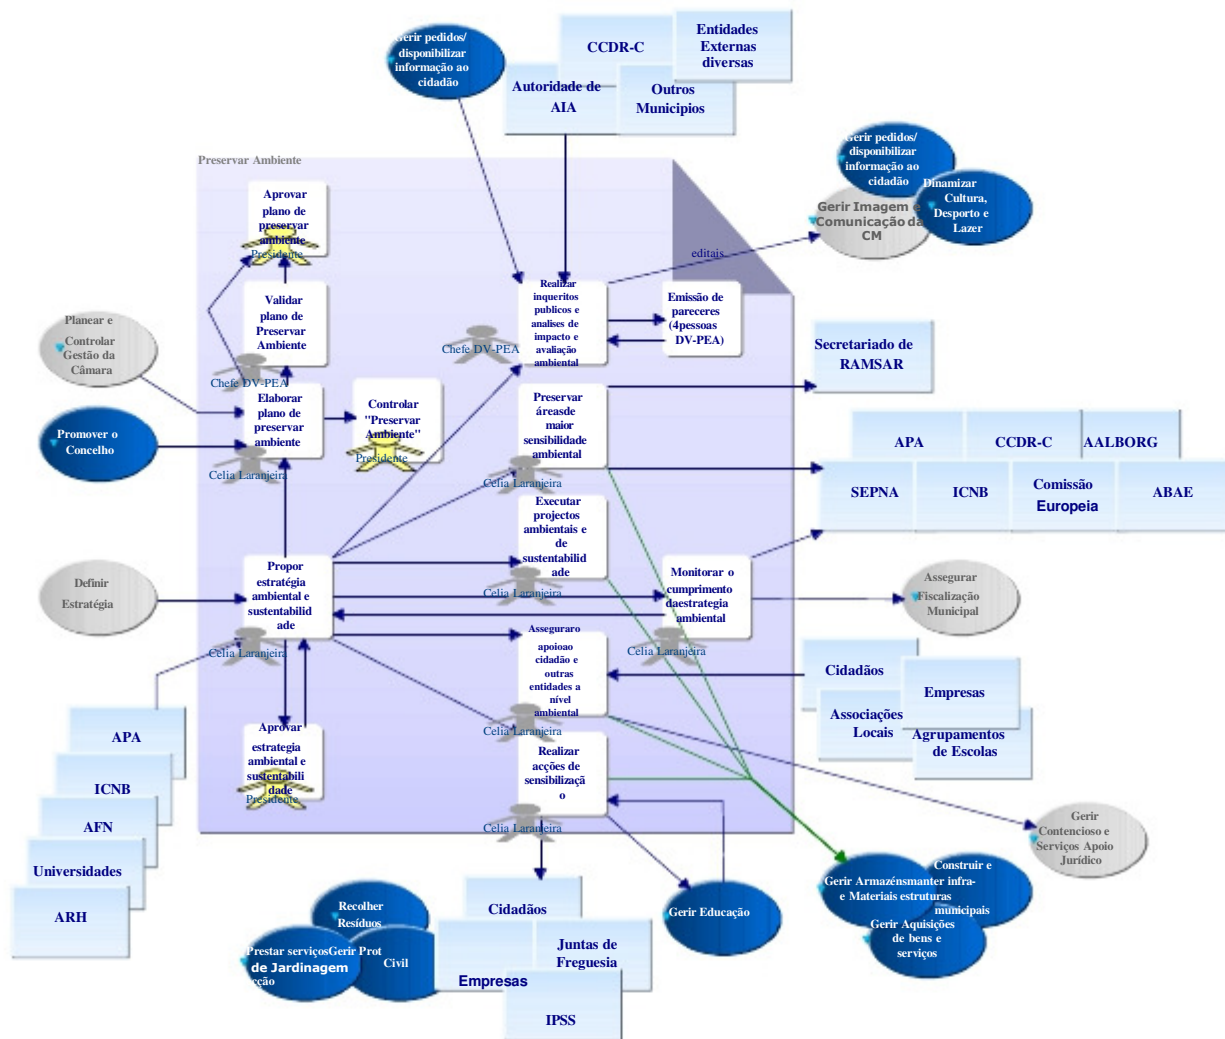 Gerir pedidos/
disponibilizar
informação ao
cidadão
CCDR-C
Entidades
Externas
diversas
Autoridade de
AIA
Outros
Municipios
Gerir pedidos/
disponibilizar
informação ao
cidadão
Dinamizar
Cultura,
Desporto e
Lazer
Gerir Imagem e
Comunicação da
CM
Preservar Ambiente
Aprovar
plano de
preservar
ambiente
Presidente
editais
Validar
plano de
Preservar
Ambiente
Chefe DV-PEA
Realizar
inqueritos
publicos e
analises de
impacto e
avaliação
ambiental
Chefe DV-PEA
Emissão de
pareceres
(4pessoas
DV-PEA)
Planear e
Controlar
Gestão da
Câmara
Secretariado de
RAMSAR
Elaborar
plano de
preservar
ambiente
Celia Laranjeira
Controlar
"Preservar
Ambiente"
Presidente
Preservar
áreasde
maior
sensibilidade
ambiental
Celia Laranjeira
Promover o
Concelho
APA
CCDR-C
AALBORG
SEPNA
ICNB
Comissão
Europeia
ABAE
Executar
projectos
ambientais e
de
sustentabilid
ade
Celia Laranjeira
Definir
Estratégia
Propor
estratégia
ambiental e
sustentabilid
ade
Celia Laranjeira
Monitorar o
cumprimento
daestrategia
ambiental
Celia Laranjeira
Assegurar
Fiscalização
Municipal
Asseguraro
apoioao
cidadão e
outras
entidades a
nível
ambiental
Celia Laranjeira
Cidadãos
Empresas
Associações
Locais
Agrupamentos
de Escolas
Aprovar
estrategia
ambiental e
sustentabili
dade
Presidente
Realizar
acções de
sensibilizaçã
o
Celia Laranjeira
APA
ICNB
AFN
Universidades
ARH
Gerir
Contencioso e
Serviços Apoio
Jurídico
Gerir Armazéns
e Materiais
Construir e
manter infra-
estruturas
municipais
Gerir Aquisições
de bens e
serviços
Gerir Educação
Recolher
Resíduos
Prestar serviços
de Jardinagem
Gerir Prot
cção
Civil
Cidadãos
Juntas de
Freguesia
Empresas
IPSS